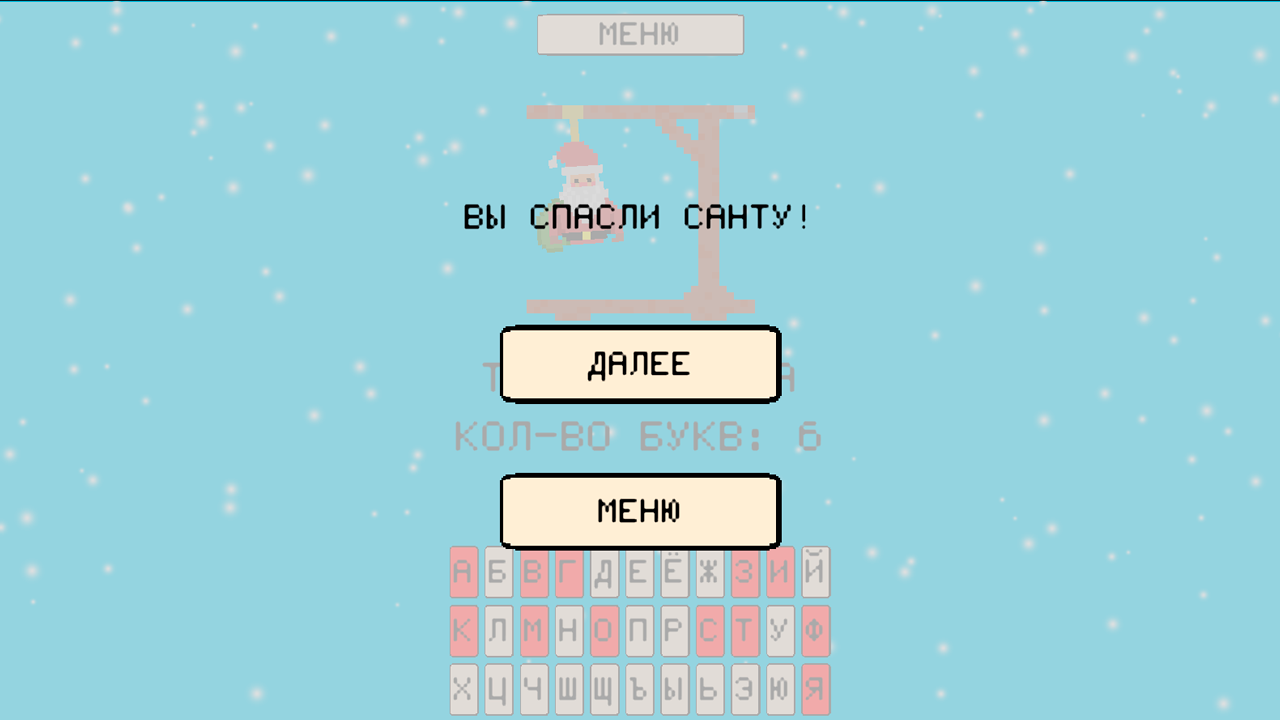 МЕНЮ
ВЫ СПАСЛИ САНТУ!
ДАЛЕЕ
КОЛ-ВО БУКВ: 6
МЕНЮ
А Б В Г Д Е Ё Ж З И Й
К Л М Н О П Р С Т У Ф
Х Ц Ч Ш Щ Ъ Ы Ь Э Ю Я